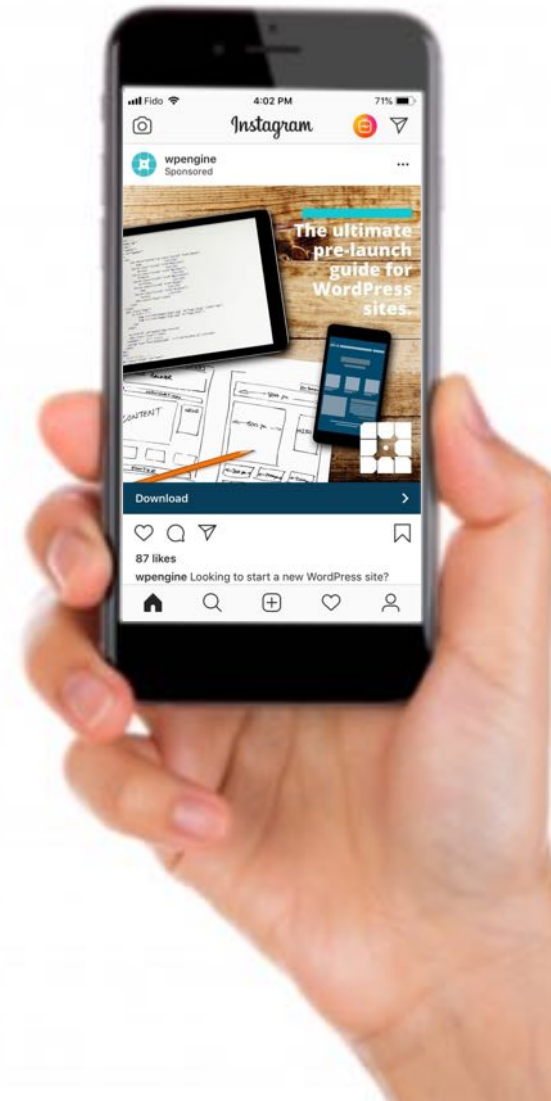 Fido 4:02 PM 71%
Instagram
wpengine
Sponsored
...
The ultimate
pre-launch
guide for
WordPress
sites.
CONTENT
Download >
87 likes
wpengine Looking to start a new WordPress site?